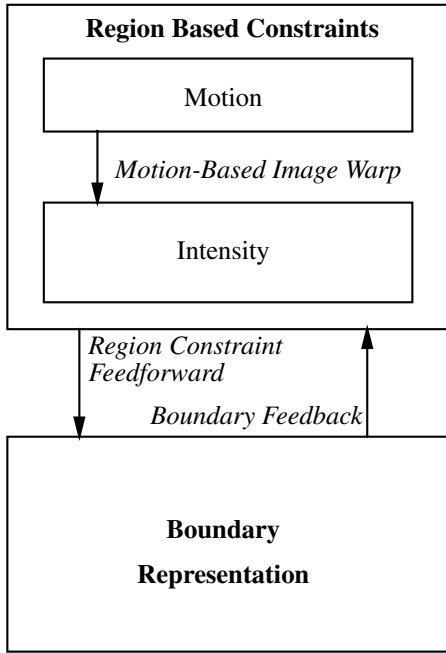 Region Based Constraints
Motion
Motion-Based Image Warp
Intensity
Region Constraint
Feedforward
Boundary Feedback
Boundary
Representation